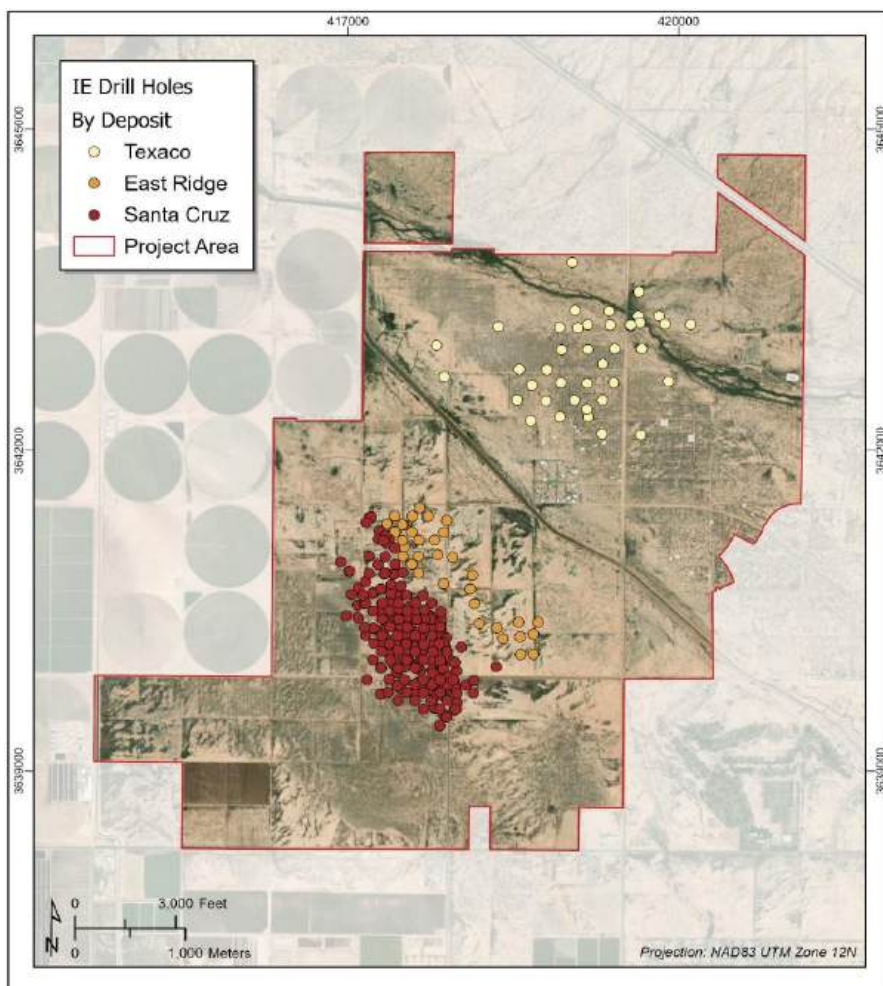 417000
420000
IE Drill Holes
By Deposit
Texaco
East Ridge
Santa Cruz
Project Area
3645000
3645000
3642000
3642000
3639000
3639000
N
0
3,000 Feet
0
1,000 Meters
Projection: NAD83 UTM Zone 12N